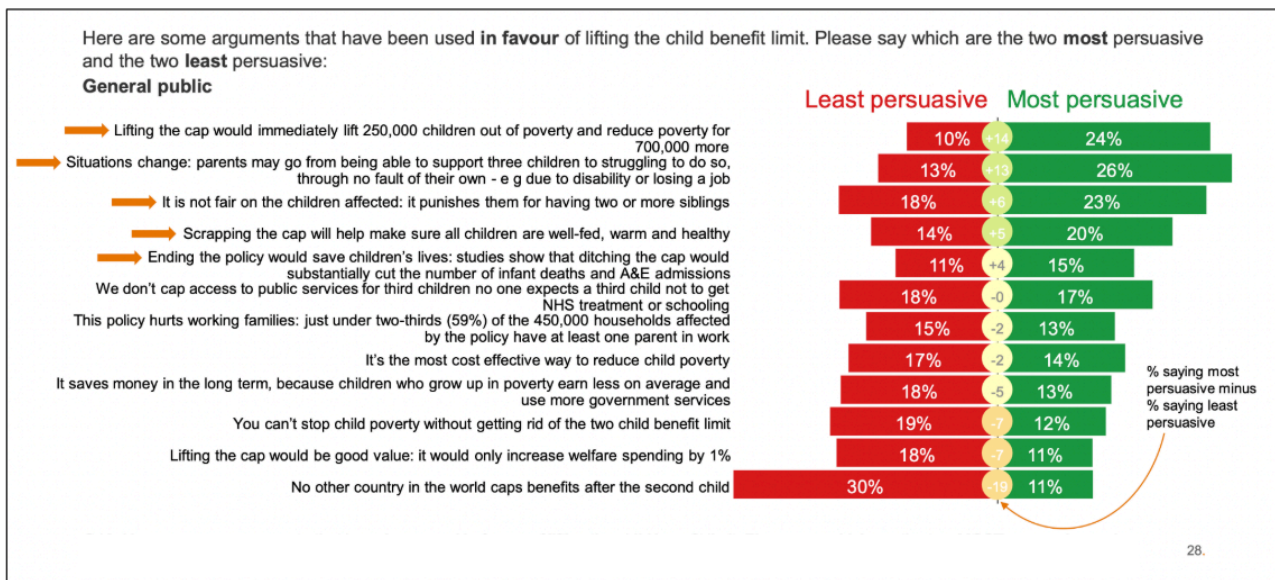 Here are some arguments that have been used in favour of lifting the child benefit limit. Please say which are the two most persuasive
and the two least persuasive:
General public
Least persuasive Most persuasive
Lifting the cap would immediately lift 250,000 children out of poverty and reduce poverty for
700,000 more
10% +14 24%
Situations change: parents may go from being able to support three children to struggling to do so,
through no fault of their own - e g due to disability or losing a job
13% +13 26%
It is not fair on the children affected: it punishes them for having two or more siblings
18% +6 23%
Scrapping the cap will help make sure all children are well-fed, warm and healthy
14% +5 20%
Ending the policy would save children's lives: studies show that ditching the cap would
substantially cut the number of infant deaths and A&E admissions
11% +4 15%
We don't cap access to public services for third children no one expects a third child not to get
NHS treatment or schooling
18% -0 17%
This policy hurts working families: just under two-thirds (59%) of the 450,000 households affected
by the policy have at least one parent in work
15% -2 13%
It's the most cost effective way to reduce child poverty
17% -2 14%
It saves money in the long term, because children who grow up in poverty earn less on average and
use more government services
18% -5 13%
You can't stop child poverty without getting rid of the two child benefit limit
19% -7 12%
Lifting the cap would be good value: it would only increase welfare spending by 1%
18% -7 11%
No other country in the world caps benefits after the second child
30% -19 11%
% saying most
persuasive minus
% saying least
persuasive
28.